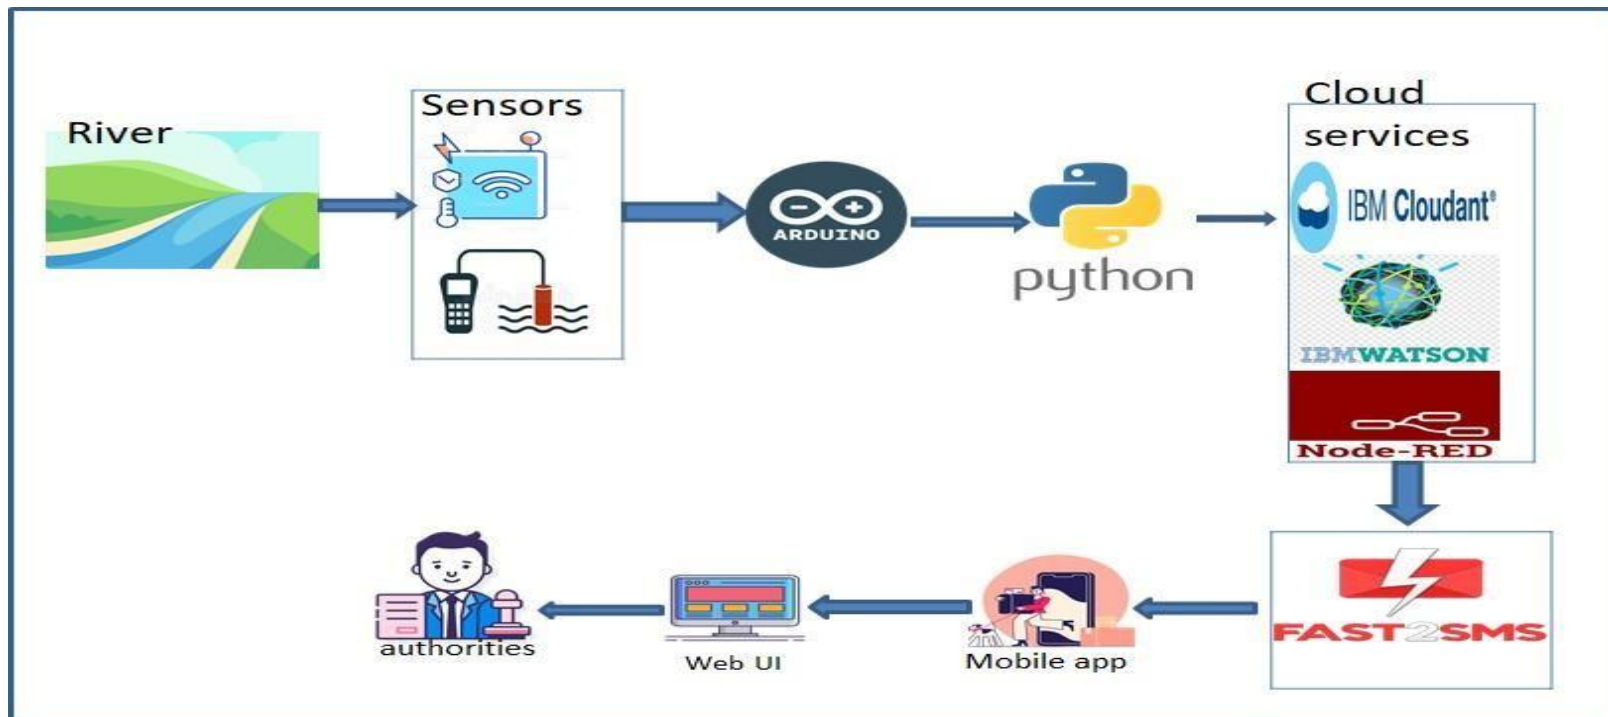 River
Sensors
ARDUINO
python
Cloud
services
IBM Cloudant®
IBMWATSON
Node-RED
FAST2SMS
Mobile app
Web UI
authorities